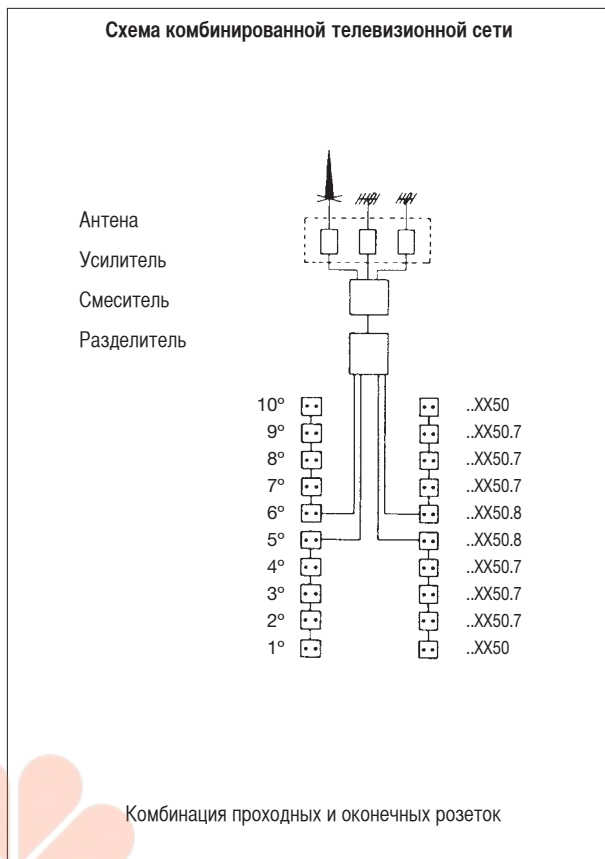 Схема комбинированной телевизионной сети
Антена
Усилитель
Смеситель
Разделитель
10º ..XX50
9º ..XX50.7
8º ..XX50.7
7º ..XX50.7
6º ..XX50.8
5º ..XX50.8
4º ..XX50.7
3º ..XX50.7
2º ..XX50.7
1º ..XX50
Комбинация проходных и оконечных розеток